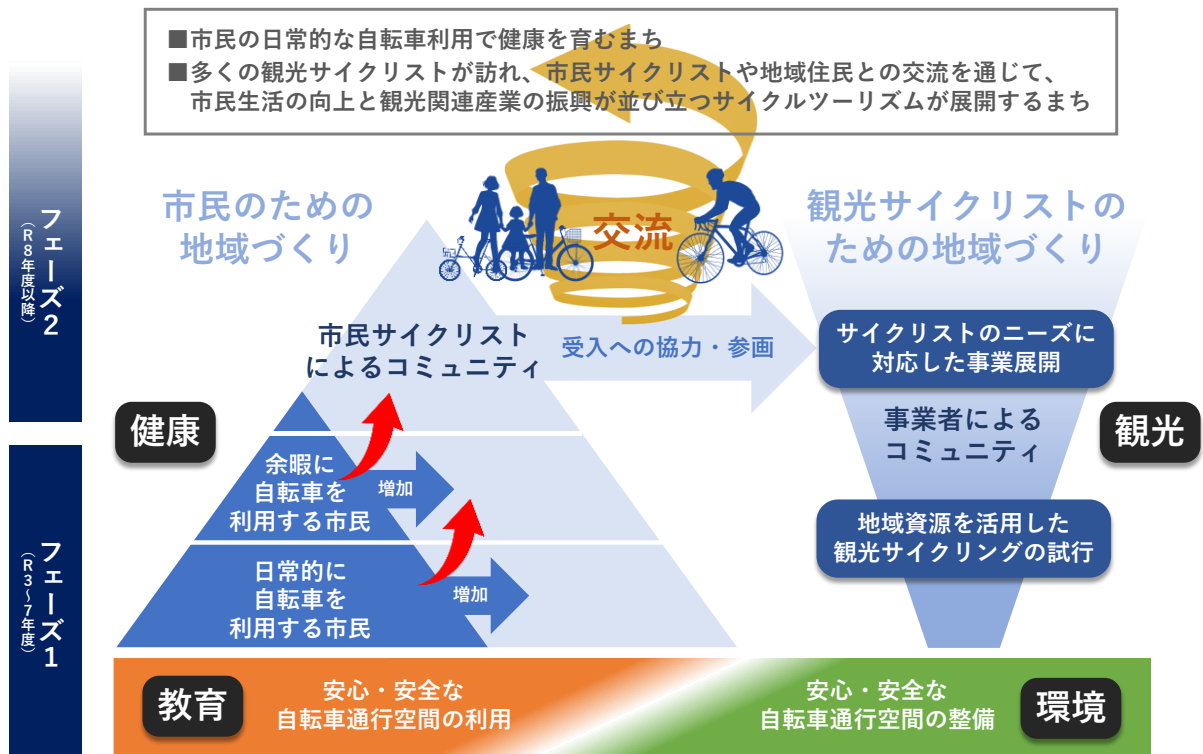 ■市民の日常的な自転車利用で健康を育むまち
■多くの観光サイクリストが訪れ、市民サイクリストや地域住民との交流を通じて、
市民生活の向上と観光関連産業の振興が並び立つサイクルツーリズムが展開するまち
フェーズ2
（R8年度以降）
市民のための
地域づくり
交流
観光サイクリストの
ための地域づくり
市民サイクリスト
によるコミュニティ
受入への協力・参画
サイクリストのニーズに
対応した事業展開
健康
事業者による
コミュニティ
観光
余暇に
自転車を
利用する市民
増加
フェーズ1
（R3～7年度）
地域資源を活用した
観光サイクリングの試行
日常的に
自転車を
利用する市民
増加
教育
安心・安全な
自転車通行空間の利用
安心・安全な
自転車通行空間の整備
環境